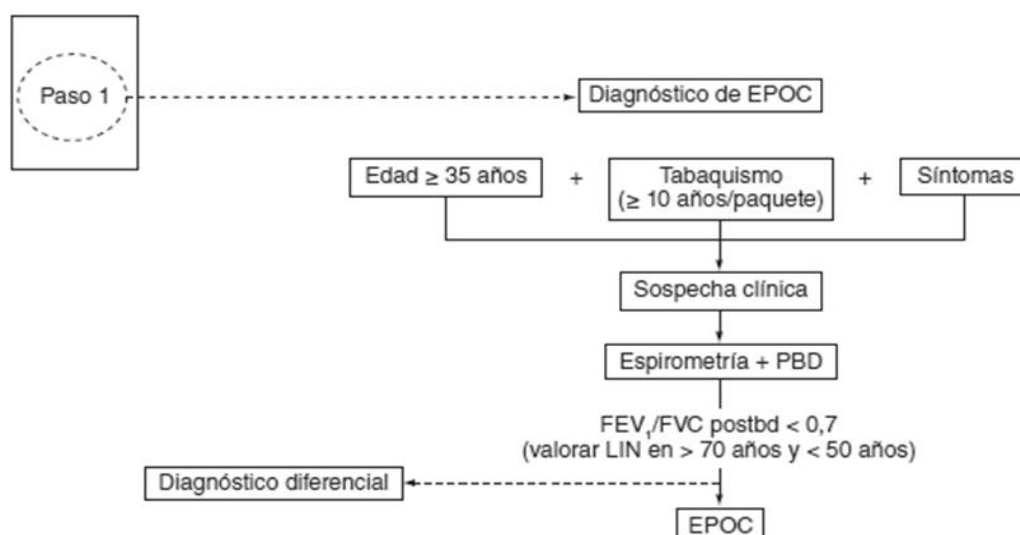 Paso 1
Diagnóstico de EPOC
Edad ≥ 35 años + Tabaquismo + Síntomas
(≥ 10 años/paquete)
Sospecha clínica
Espirometría + PBD
FEV₁/FVC postbd < 0,7
(valorar LIN en > 70 años y < 50 años)
Diagnóstico diferencial
EPOC